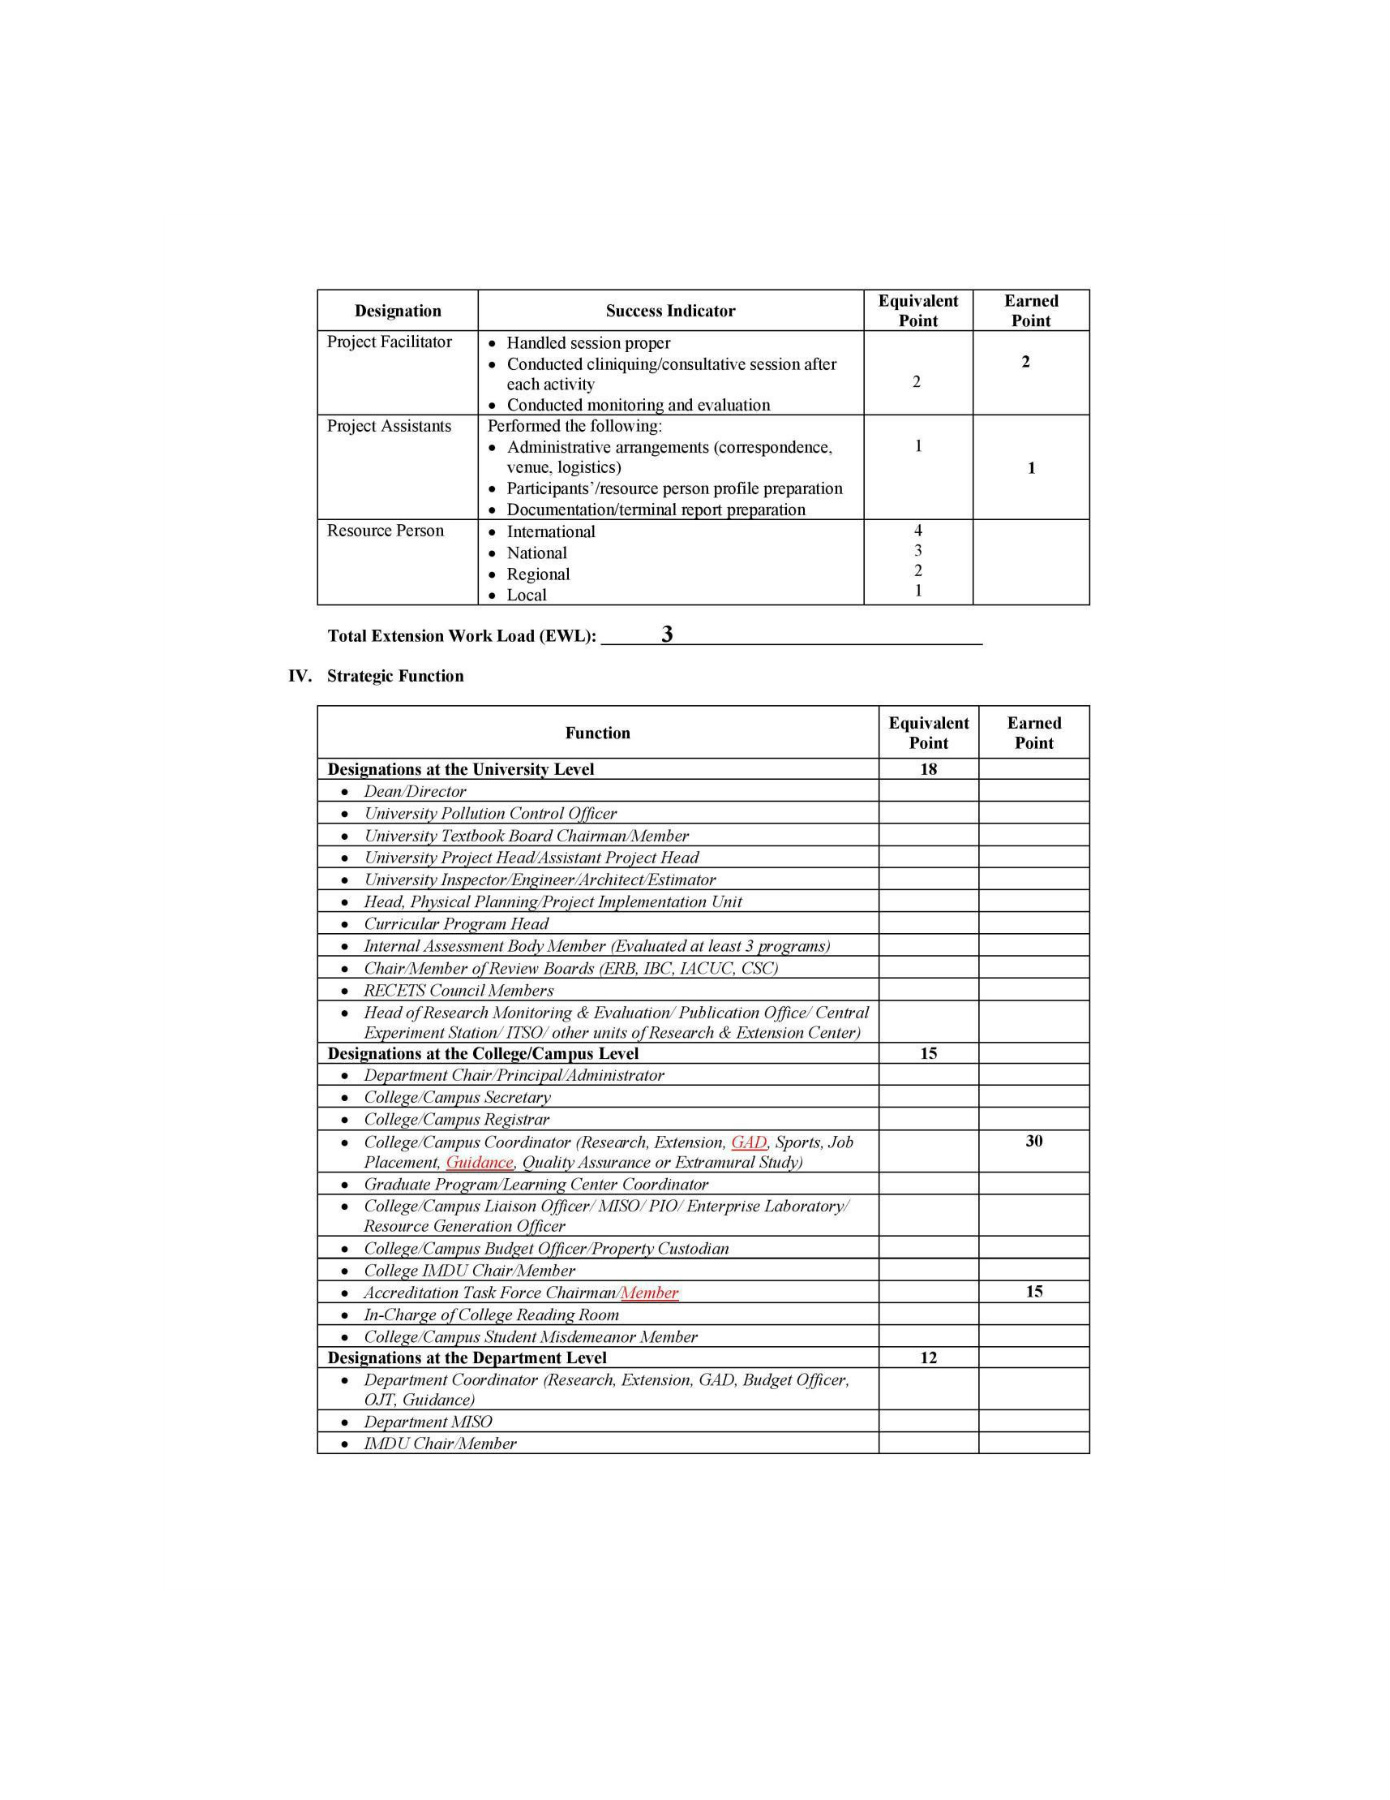 Designation Success Indicator Equivalent Point Earned Point
Project Facilitator
• Handled session proper
• Conducted cliniquing/consultative session after
each activity
• Conducted monitoring and evaluation
2
2
Project Assistants
Performed the following:
• Administrative arrangements (correspondence,
venue, logistics)
• Participants'/resource person profile preparation
• Documentation/terminal report preparation
1
1
Resource Person
• International 4
• National 3
• Regional 2
• Local 1
Total Extension Work Load (EWL): 3
IV. Strategic Function
Function Equivalent Point Earned Point
Designations at the University Level 18
• Dean/Director
• University Pollution Control Officer
• University Textbook Board Chairman/Member
• University Project Head/Assistant Project Head
• University Inspector/Engineer/Architect/Estimator
• Head, Physical Planning/Project Implementation Unit
• Curricular Program Head
• Internal Assessment Body Member (Evaluated at least 3 programs)
• Chair/Member of Review Boards (ERB, IBC, IACUC, CSC)
• RECETS Council Members
• Head of Research Monitoring & Evaluation/ Publication Office/ Central
Experiment Station/ ITSO/ other units of Research & Extension Center)
Designations at the College/Campus Level 15
• Department Chair/Principal/Administrator
• College/Campus Secretary
• College/Campus Registrar
• College/Campus Coordinator (Research, Extension, GAD, Sports, Job 30
Placement, Guidance, Quality Assurance or Extramural Study)
• Graduate Program/Learning Center Coordinator
• College/Campus Liaison Officer/ MISO/ PIO/ Enterprise Laboratory/
Resource Generation Officer
• College/Campus Budget Officer/Property Custodian
• College IMDU Chair/Member
• Accreditation Task Force Chairman/Member 15
• In-Charge of College Reading Room
• College/Campus Student Misdemeanor Member
Designations at the Department Level 12
• Department Coordinator (Research, Extension, GAD, Budget Officer,
OJT, Guidance)
• Department MISO
• IMDU Chair/Member